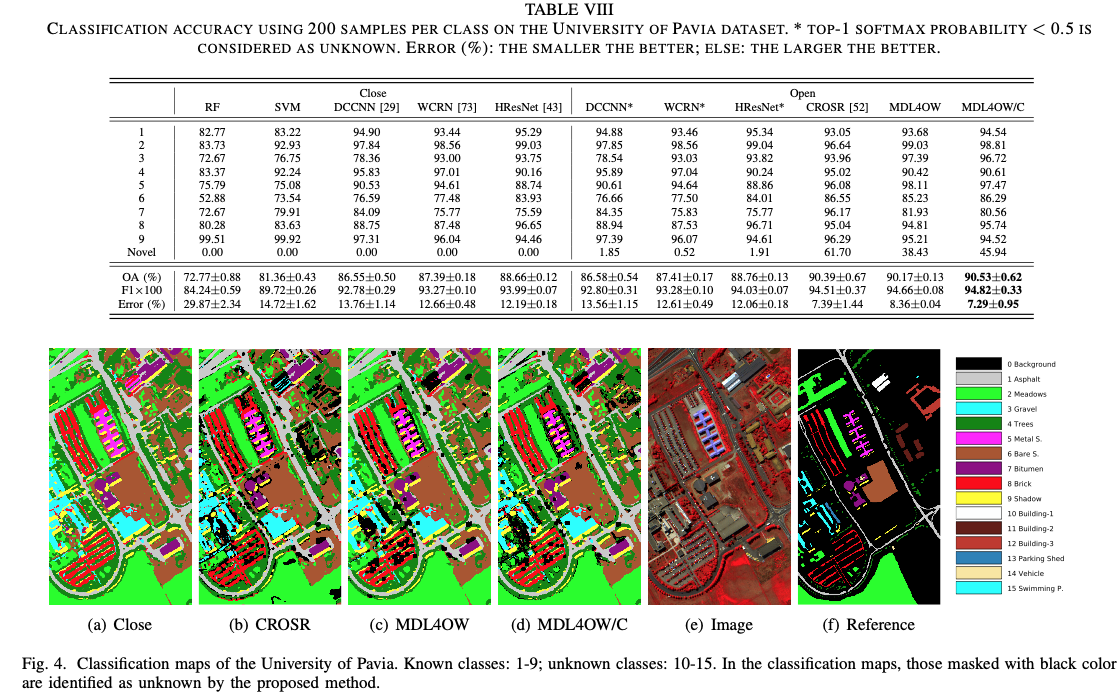 TABLE VIII
CLASSIFICATION ACCURACY USING 200 SAMPLES PER CLASS ON THE UNIVERSITY OF PAVIA DATASET. * TOP-1 SOFTMAX PROBABILITY < 0.5 IS
CONSIDERED AS UNKNOWN. ERROR (%): THE SMALLER THE BETTER; ELSE: THE LARGER THE BETTER.
Close Open
RF SVM DCCNN [29] WCRN [73] HResNet [43] DCCNN* WCRN* HResNet* CROSR [52] MDL4OW MDL4OW/C
1 82.77 83.22 94.90 93.44 95.29 94.88 93.46 95.34 93.05 93.68 94.54
2 83.73 92.93 97.84 98.56 99.03 97.85 98.56 99.04 96.64 99.03 98.81
3 72.67 76.75 78.36 93.00 93.75 78.54 93.03 93.82 93.96 97.39 96.72
4 83.37 92.24 95.83 97.01 90.16 95.89 97.04 90.24 95.02 90.42 90.61
5 75.79 75.08 90.53 94.61 88.74 90.61 94.64 88.86 96.08 98.11 97.47
6 52.88 73.54 76.59 77.48 83.93 76.66 77.50 84.01 86.55 85.23 86.29
7 72.67 79.91 84.09 75.77 75.59 84.35 75.83 75.77 96.17 81.93 80.56
8 80.28 83.63 88.75 87.48 96.65 88.94 87.53 96.71 95.04 94.81 95.74
9 99.51 99.92 97.31 96.04 94.46 97.39 96.07 94.61 96.29 95.21 94.52
Novel 0.00 0.00 0.00 0.00 0.00 1.85 0.52 1.91 61.70 38.43 45.94
OA (%) 72.77±0.88 81.36±0.43 86.55±0.50 87.39±0.18 88.66±0.12 86.58±0.54 87.41±0.17 88.76±0.13 90.39±0.67 90.17±0.13 90.53±0.62
F1×100 84.24±0.59 89.72±0.26 92.78±0.29 93.27±0.10 93.99±0.07 92.80±0.31 93.28±0.10 94.03±0.07 94.51±0.37 94.66±0.08 94.82±0.33
Error (%) 29.87±2.34 14.72±1.62 13.76±1.14 12.66±0.48 12.19±0.18 13.56±1.15 12.61±0.49 12.06±0.18 7.39±1.44 8.36±0.04 7.29±0.95
0 Background
1 Asphalt
2 Meadows
3 Gravel
4 Trees
5 Metal S.
6 Bare S.
7 Bitumen
8 Brick
9 Shadow
10 Building-1
11 Building-2
12 Building-3
13 Parking Shed
14 Vehicle
15 Swimming P.
(a) Close (b) CROSR (c) MDL4OW (d) MDL4OW/C (e) Image (f) Reference
Fig. 4. Classification maps of the University of Pavia. Known classes: 1-9; unknown classes: 10-15. In the classification maps, those masked with black color
are identified as unknown by the proposed method.